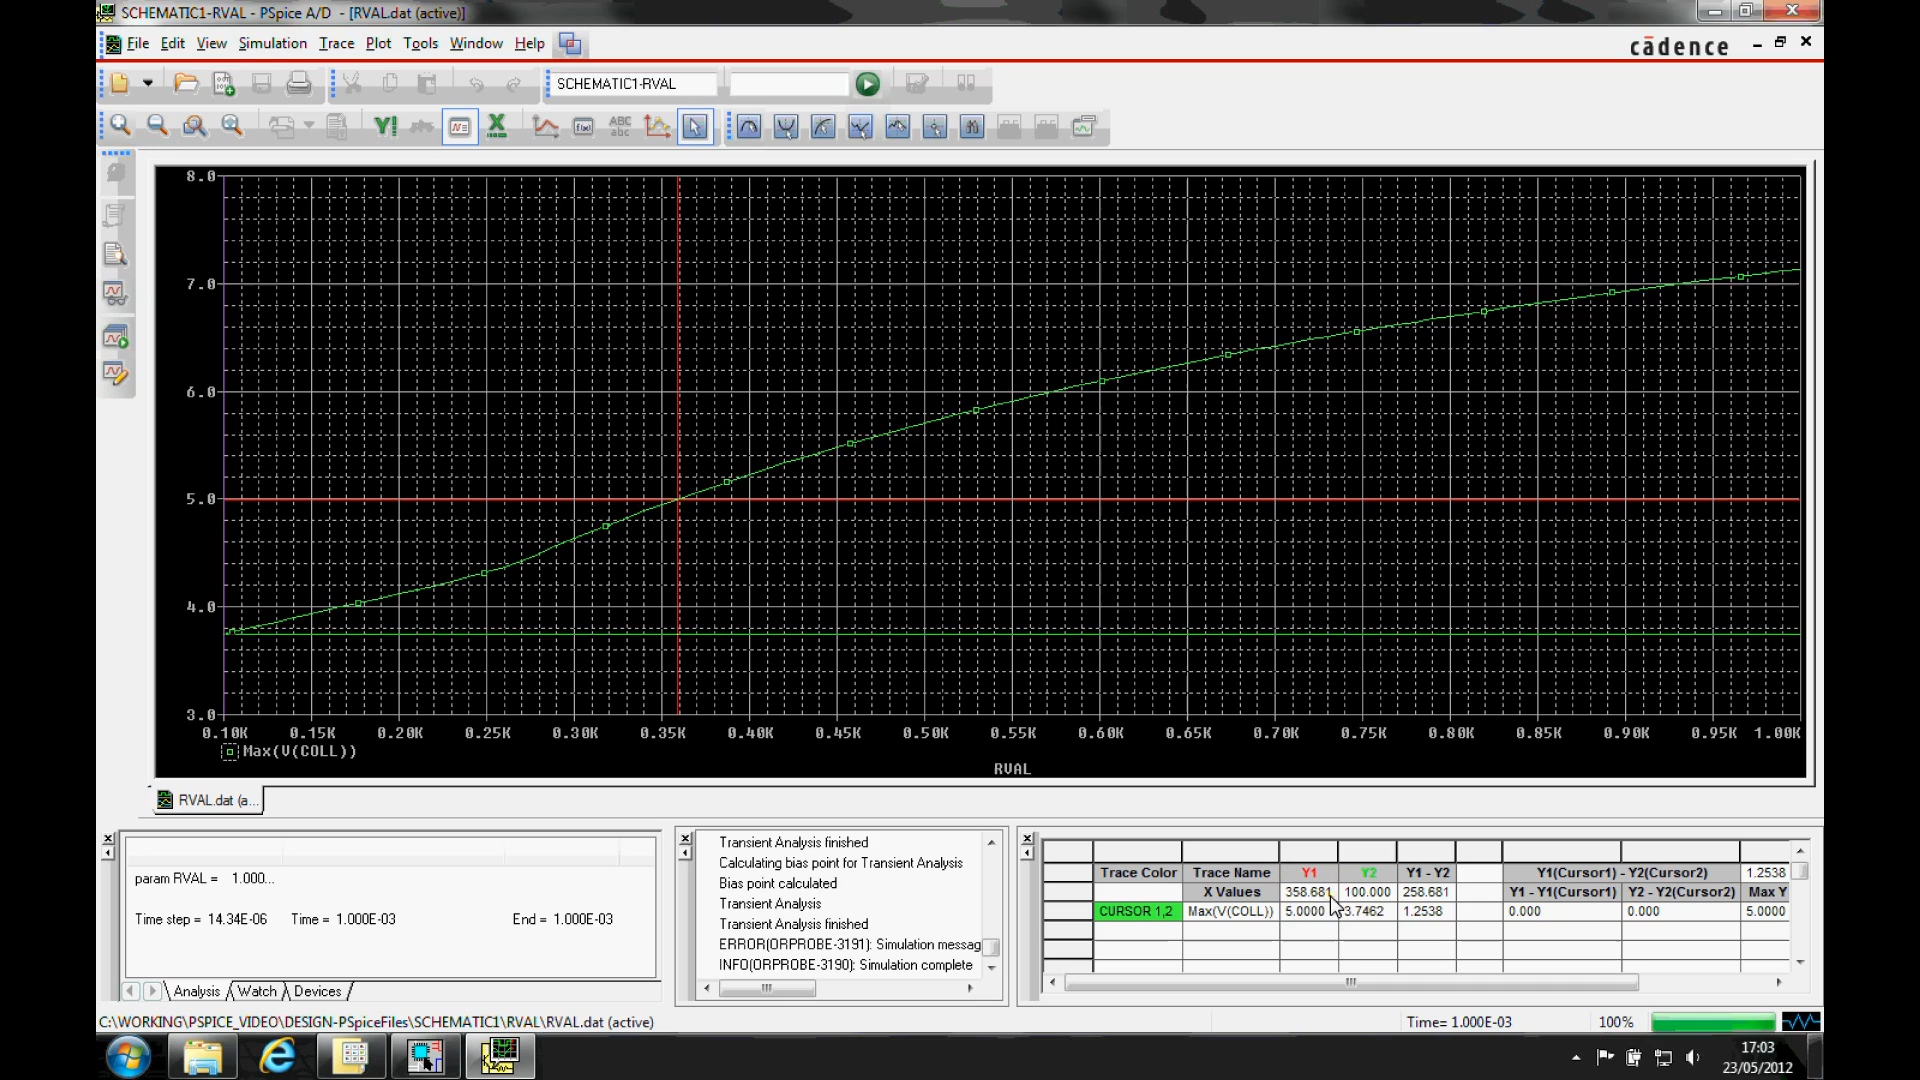 SCHEMATIC1-RVAL - PSpice A/D - [RVAL.dat (active)]
File Edit View Simulation Trace Plot Tools Window Help
cādence
SCHEMATIC1-RVAL
ABC
abc
8.0
7.0
6.0
5.0
4.0
3.0
0.10K 0.15K 0.20K 0.25K 0.30K 0.35K 0.40K 0.45K 0.50K 0.55K 0.60K 0.65K 0.70K 0.75K 0.80K 0.85K 0.90K 0.95K 1.00K
Max(V(COLL))
RVAL
RVAL.dat (a...
param RVAL = 1.000...
Time step = 14.34E-06 Time = 1.000E-03 End = 1.000E-03
Analysis Watch Devices
Transient Analysis finished
Calculating bias point for Transient Analysis
Bias point calculated
Transient Analysis
Transient Analysis finished
ERROR(ORPROBE-3191): Simulation messag
INFO(ORPROBE-3190): Simulation complete
Trace Color Trace Name Y1 Y2 Y1 - Y2 Y1(Cursor1) - Y2(Cursor2) 1.2538
X Values 358.681 100.000 258.681 Y1 - Y1(Cursor1) Y2 - Y2(Cursor2) Max Y
CURSOR 1,2 Max(V(COLL)) 5.0000 3.7462 1.2538 0.000 0.000 5.0000
C:\WORKING\PSPICE_VIDEO\DESIGN-PSpiceFiles\SCHEMATIC1\RVAL\RVAL.dat (active) Time= 1.000E-03 100%
17:03
23/05/2012